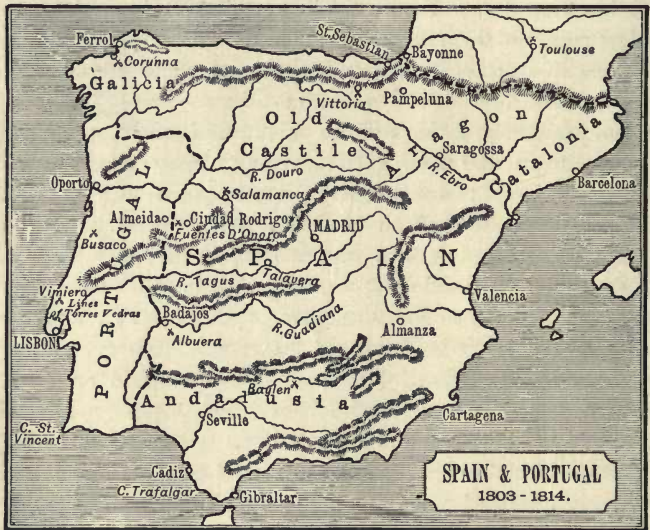 Ferrol
Corunna
Galicia
St. Sebastian
Bayonne
Toulouse
Vittoria
Pampeluna
Old
Castile
Aragon
Catalonia
Saragossa
R. Ebro
Barcelona
R. Douro
Oporto
Salamanca
Almeida
Ciudad Rodrigo
Fuentes D'Onoro
MADRID
Busaco
SPAIN
PORTUGAL
R. Tagus
Talavera
Vimiero
Lines
of Torres Vedras
Valencia
LISBON
Badajos
R. Guadiana
Albuera
Almanza
Baylen
Andalusia
C. St.
Vincent
Seville
Cartagena
Cadiz
C. Trafalgar
Gibraltar
SPAIN & PORTUGAL
1803-1814.